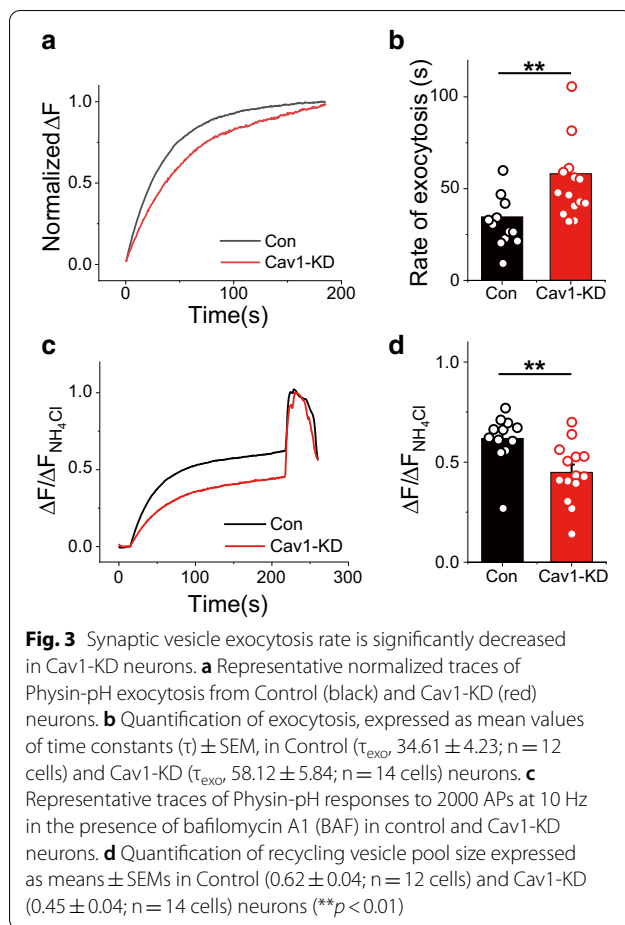 a
Normalized ΔF
1.0
0.5
0.0
Con
Cav1-KD
0
100
200
Time(s)
b
Rate of exocytosis (s)
**
100
50
0
Con
Cav1-KD
c
ΔF/ΔF_NH₄Cl
1.0
0.5
0.0
Con
Cav1-KD
0
100
200
300
Time(s)
d
ΔF/ΔF_NH₄Cl
**
1.0
0.5
0.0
Con
Cav1-KD
Fig. 3 Synaptic vesicle exocytosis rate is significantly decreased
in Cav1-KD neurons. a Representative normalized traces of
Physin-pH exocytosis from Control (black) and Cav1-KD (red)
neurons. b Quantification of exocytosis, expressed as mean values
of time constants (τ) ± SEM, in Control (τexo, 34.61 ± 4.23; n = 12
cells) and Cav1-KD (τexo, 58.12 ± 5.84; n = 14 cells) neurons. c
Representative traces of Physin-pH responses to 2000 APs at 10 Hz
in the presence of bafilomycin A1 (BAF) in control and Cav1-KD
neurons. d Quantification of recycling vesicle pool size expressed
as means ± SEMs in Control (0.62 ± 0.04; n = 12 cells) and Cav1-KD
(0.45 ± 0.04; n = 14 cells) neurons (**p < 0.01)